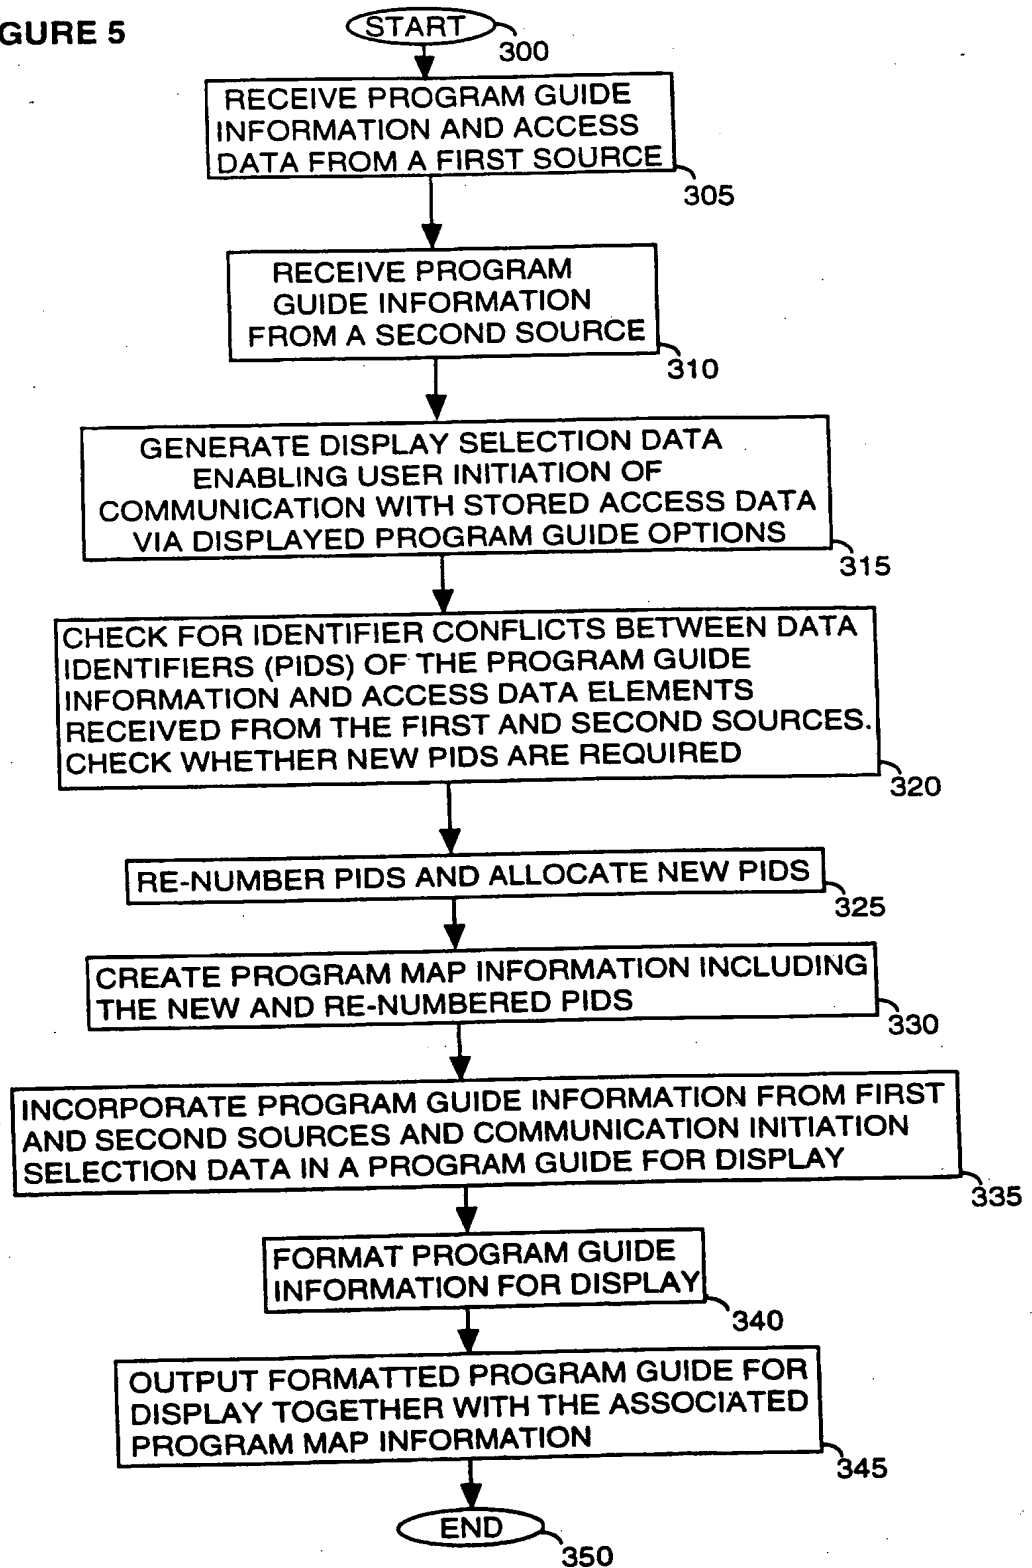 GURE 5
START
300
RECEIVE PROGRAM GUIDE
INFORMATION AND ACCESS
DATA FROM A FIRST SOURCE
305
RECEIVE PROGRAM
GUIDE INFORMATION
FROM A SECOND SOURCE
310
GENERATE DISPLAY SELECTION DATA
ENABLING USER INITIATION OF
COMMUNICATION WITH STORED ACCESS DATA
VIA DISPLAYED PROGRAM GUIDE OPTIONS
315
CHECK FOR IDENTIFIER CONFLICTS BETWEEN DATA
IDENTIFIERS (PIDS) OF THE PROGRAM GUIDE
INFORMATION AND ACCESS DATA ELEMENTS
RECEIVED FROM THE FIRST AND SECOND SOURCES.
CHECK WHETHER NEW PIDS ARE REQUIRED
320
RE-NUMBER PIDS AND ALLOCATE NEW PIDS
325
CREATE PROGRAM MAP INFORMATION INCLUDING
THE NEW AND RE-NUMBERED PIDS
330
INCORPORATE PROGRAM GUIDE INFORMATION FROM FIRST
AND SECOND SOURCES AND COMMUNICATION INITIATION
SELECTION DATA IN A PROGRAM GUIDE FOR DISPLAY
335
FORMAT PROGRAM GUIDE
INFORMATION FOR DISPLAY
340
OUTPUT FORMATTED PROGRAM GUIDE FOR
DISPLAY TOGETHER WITH THE ASSOCIATED
PROGRAM MAP INFORMATION
345
END
350